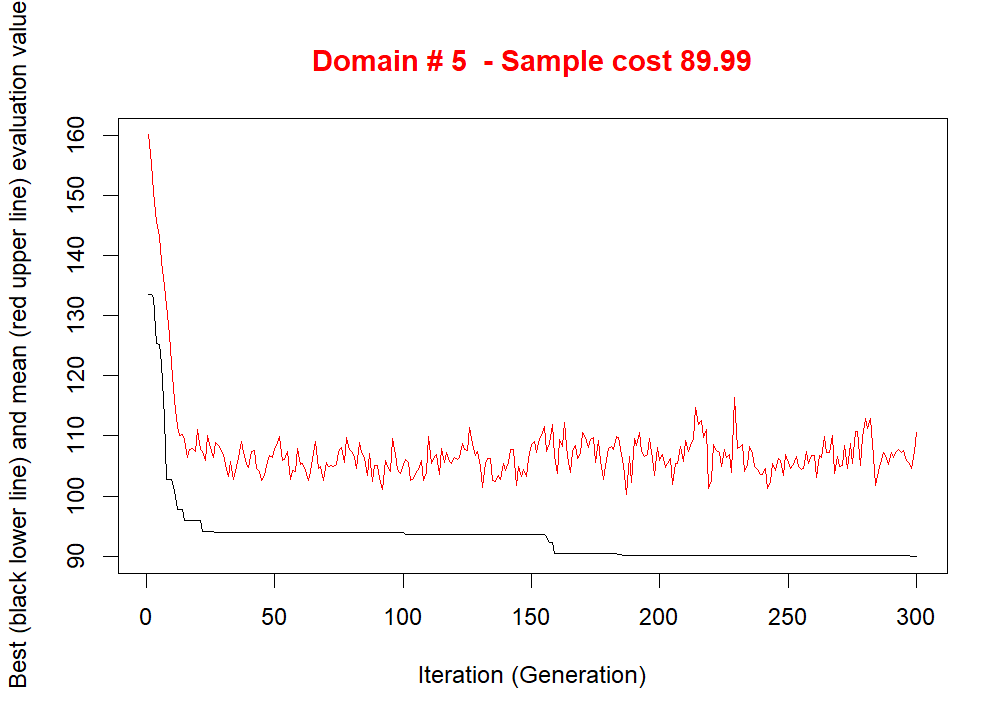 Domain # 5  - Sample cost 89.99
Best (black lower line) and mean (red upper line) evaluation value
160
150
140
130
120
110
100
90
0 50 100 150 200 250 300
Iteration (Generation)